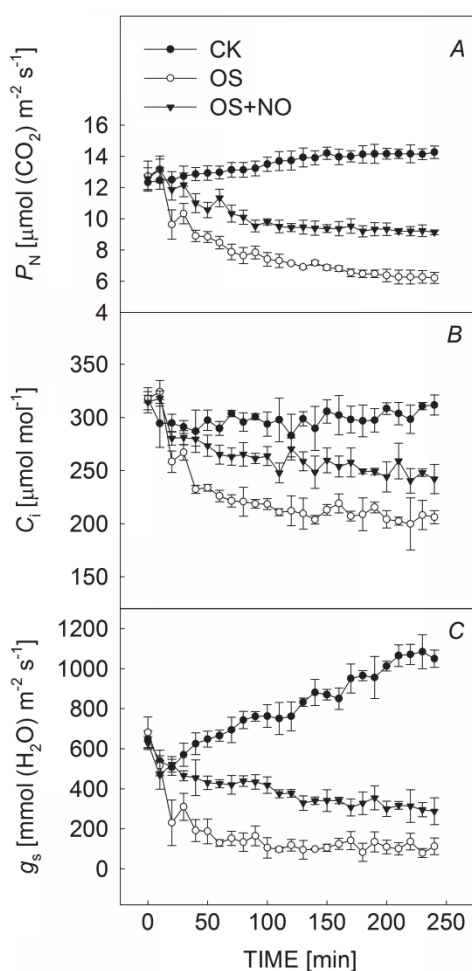 A
CK
OS
OS+NO
P_N [μmol (CO₂) m⁻² s⁻¹]
16
14
12
10
8
6
4
B
C_i [μmol mol⁻¹]
350
300
250
200
150
C
g_s [mmol (H₂O) m⁻² s⁻¹]
1200
1000
800
600
400
200
0
0 50 100 150 200 250
TIME [min]